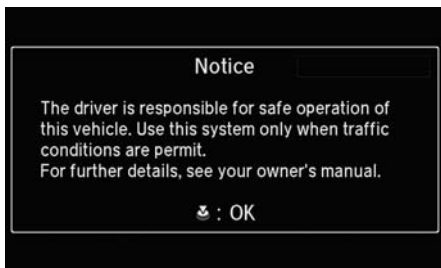 Notice
The driver is responsible for safe operation of
this vehicle. Use this system only when traffic
conditions are permit.
For further details, see your owner's manual.
: OK